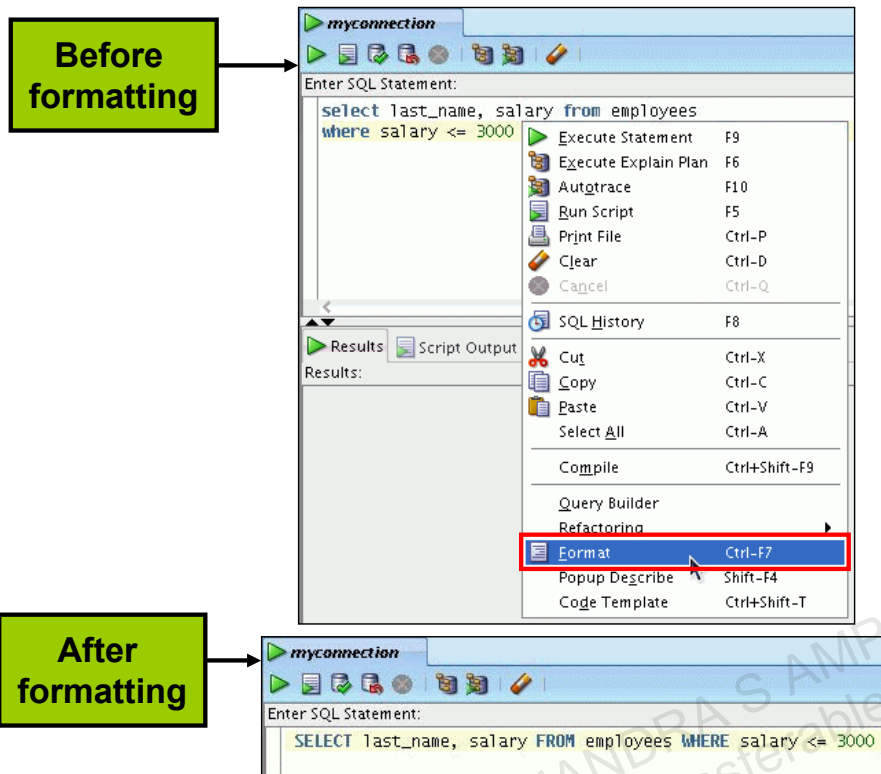 Before
formatting
myconnection
Enter SQL Statement:
select last_name, salary from employees
where salary <= 3000
Execute Statement F9
Execute Explain Plan F6
Autotrace F10
Run Script F5
Print File Ctrl-P
Clear Ctrl-D
Cancel Ctrl-Q
SQL History F8
Cut Ctrl-X
Copy Ctrl-C
Paste Ctrl-V
Select All Ctrl-A
Compile Ctrl+Shift-F9
Query Builder
Refactoring
Format Ctrl-F7
Popup Describe Shift-F4
Code Template Ctrl+Shift-T
Results Script Output
Results:
After
formatting
myconnection
Enter SQL Statement:
SELECT last_name, salary FROM employees WHERE salary <= 3000